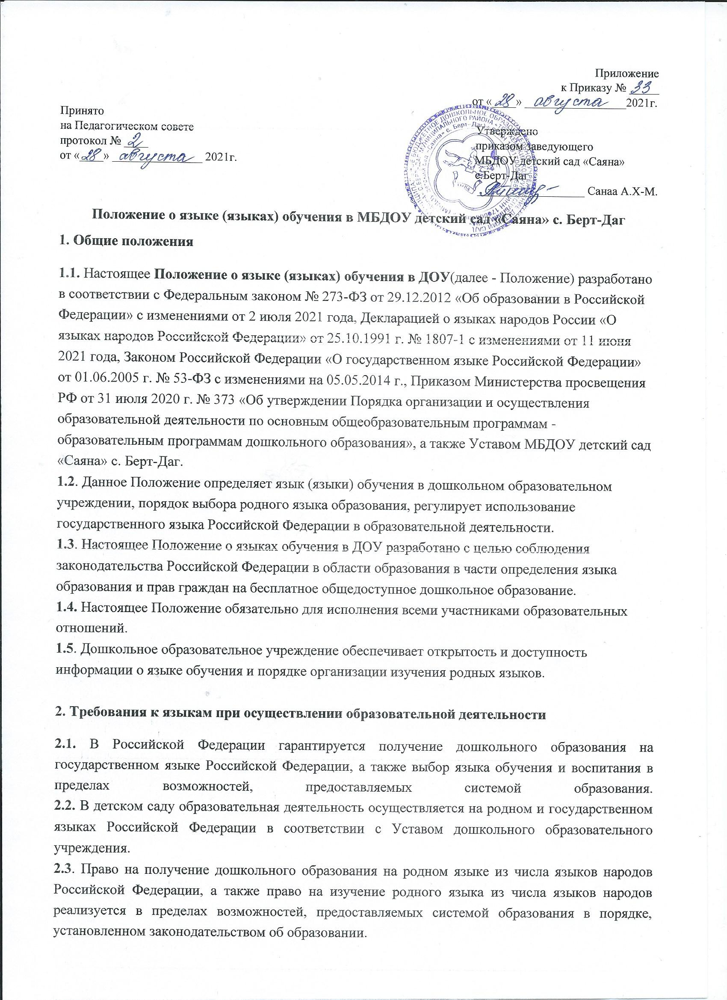 Приложение
к Приказу № 33
от «28» августа 2021г.
Принято
на Педагогическом совете
протокол № 2
от «28» августа 2021г.
Утверждено
приказом заведующего
МБДОУ детский сад «Саяна»
с.Берт-Даг
Санаа А.Х-М.
Положение о языке (языках) обучения в МБДОУ детский сад «Саяна» с. Берт-Даг
1. Общие положения
1.1. Настоящее Положение о языке (языках) обучения в ДОУ(далее - Положение) разработано
в соответствии с Федеральным законом № 273-ФЗ от 29.12.2012 «Об образовании в Российской
Федерации» с изменениями от 2 июля 2021 года, Декларацией о языках народов России «О
языках народов Российской Федерации» от 25.10.1991 г. № 1807-1 с изменениями от 11 июня
2021 года, Законом Российской Федерации «О государственном языке Российской Федерации»
от 01.06.2005 г. № 53-ФЗ с изменениями на 05.05.2014 г., Приказом Министерства просвещения
РФ от 31 июля 2020 г. № 373 «Об утверждении Порядка организации и осуществления
образовательной деятельности по основным общеобразовательным программам -
образовательным программам дошкольного образования», а также Уставом МБДОУ детский сад
«Саяна» с. Берт-Даг.
1.2. Данное Положение определяет язык (языки) обучения в дошкольном образовательном
учреждении, порядок выбора родного языка образования, регулирует использование
государственного языка Российской Федерации в образовательной деятельности.
1.3. Настоящее Положение о языках обучения в ДОУ разработано с целью соблюдения
законодательства Российской Федерации в области образования в части определения языка
образования и прав граждан на бесплатное общедоступное дошкольное образование.
1.4. Настоящее Положение обязательно для исполнения всеми участниками образовательных
отношений.
1.5. Дошкольное образовательное учреждение обеспечивает открытость и доступность
информации о языке обучения и порядке организации изучения родных языков.
2. Требования к языкам при осуществлении образовательной деятельности
2.1. В Российской Федерации гарантируется получение дошкольного образования на
государственном языке Российской Федерации, а также выбор языка обучения и воспитания в
пределах возможностей, предоставляемых системой образования.
2.2. В детском саду образовательная деятельность осуществляется на родном и государственном
языках Российской Федерации в соответствии с Уставом дошкольного образовательного
учреждения.
2.3. Право на получение дошкольного образования на родном языке из числа языков народов
Российской Федерации, а также право на изучение родного языка из числа языков народов
реализуется в пределах возможностей, предоставляемых системой образования в порядке,
установленном законодательством об образовании.